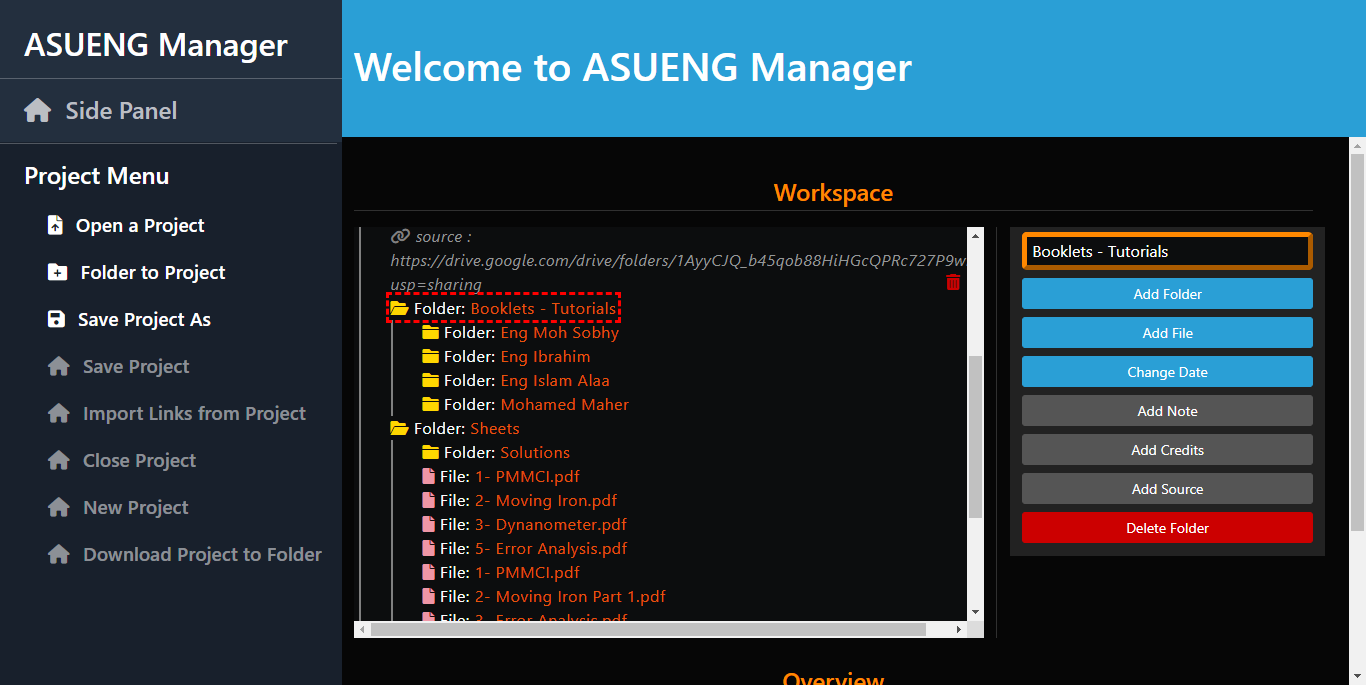 ASUENG Manager
Side Panel
Project Menu
Open a Project
Folder to Project
Save Project As
Save Project
Import Links from Project
Close Project
New Project
Download Project to Folder
Welcome to ASUENG Manager
Workspace
source :
https://drive.google.com/drive/folders/1AyyCJQ_b45qob88HiHGcQPRc727P9w
usp=sharing
Folder: Booklets - Tutorials
Folder: Eng Moh Sobhy
Folder: Eng Ibrahim
Folder: Eng Islam Alaa
Folder: Mohamed Maher
Folder: Sheets
Folder: Solutions
File: 1- PMMCI.pdf
File: 2- Moving Iron.pdf
File: 3- Dynanometer.pdf
File: 5- Error Analysis.pdf
File: 1- PMMCI.pdf
File: 2- Moving Iron Part 1.pdf
File: 3- Error Analysis.pdf
Booklets - Tutorials
Add Folder
Add File
Change Date
Add Note
Add Credits
Add Source
Delete Folder
Overview